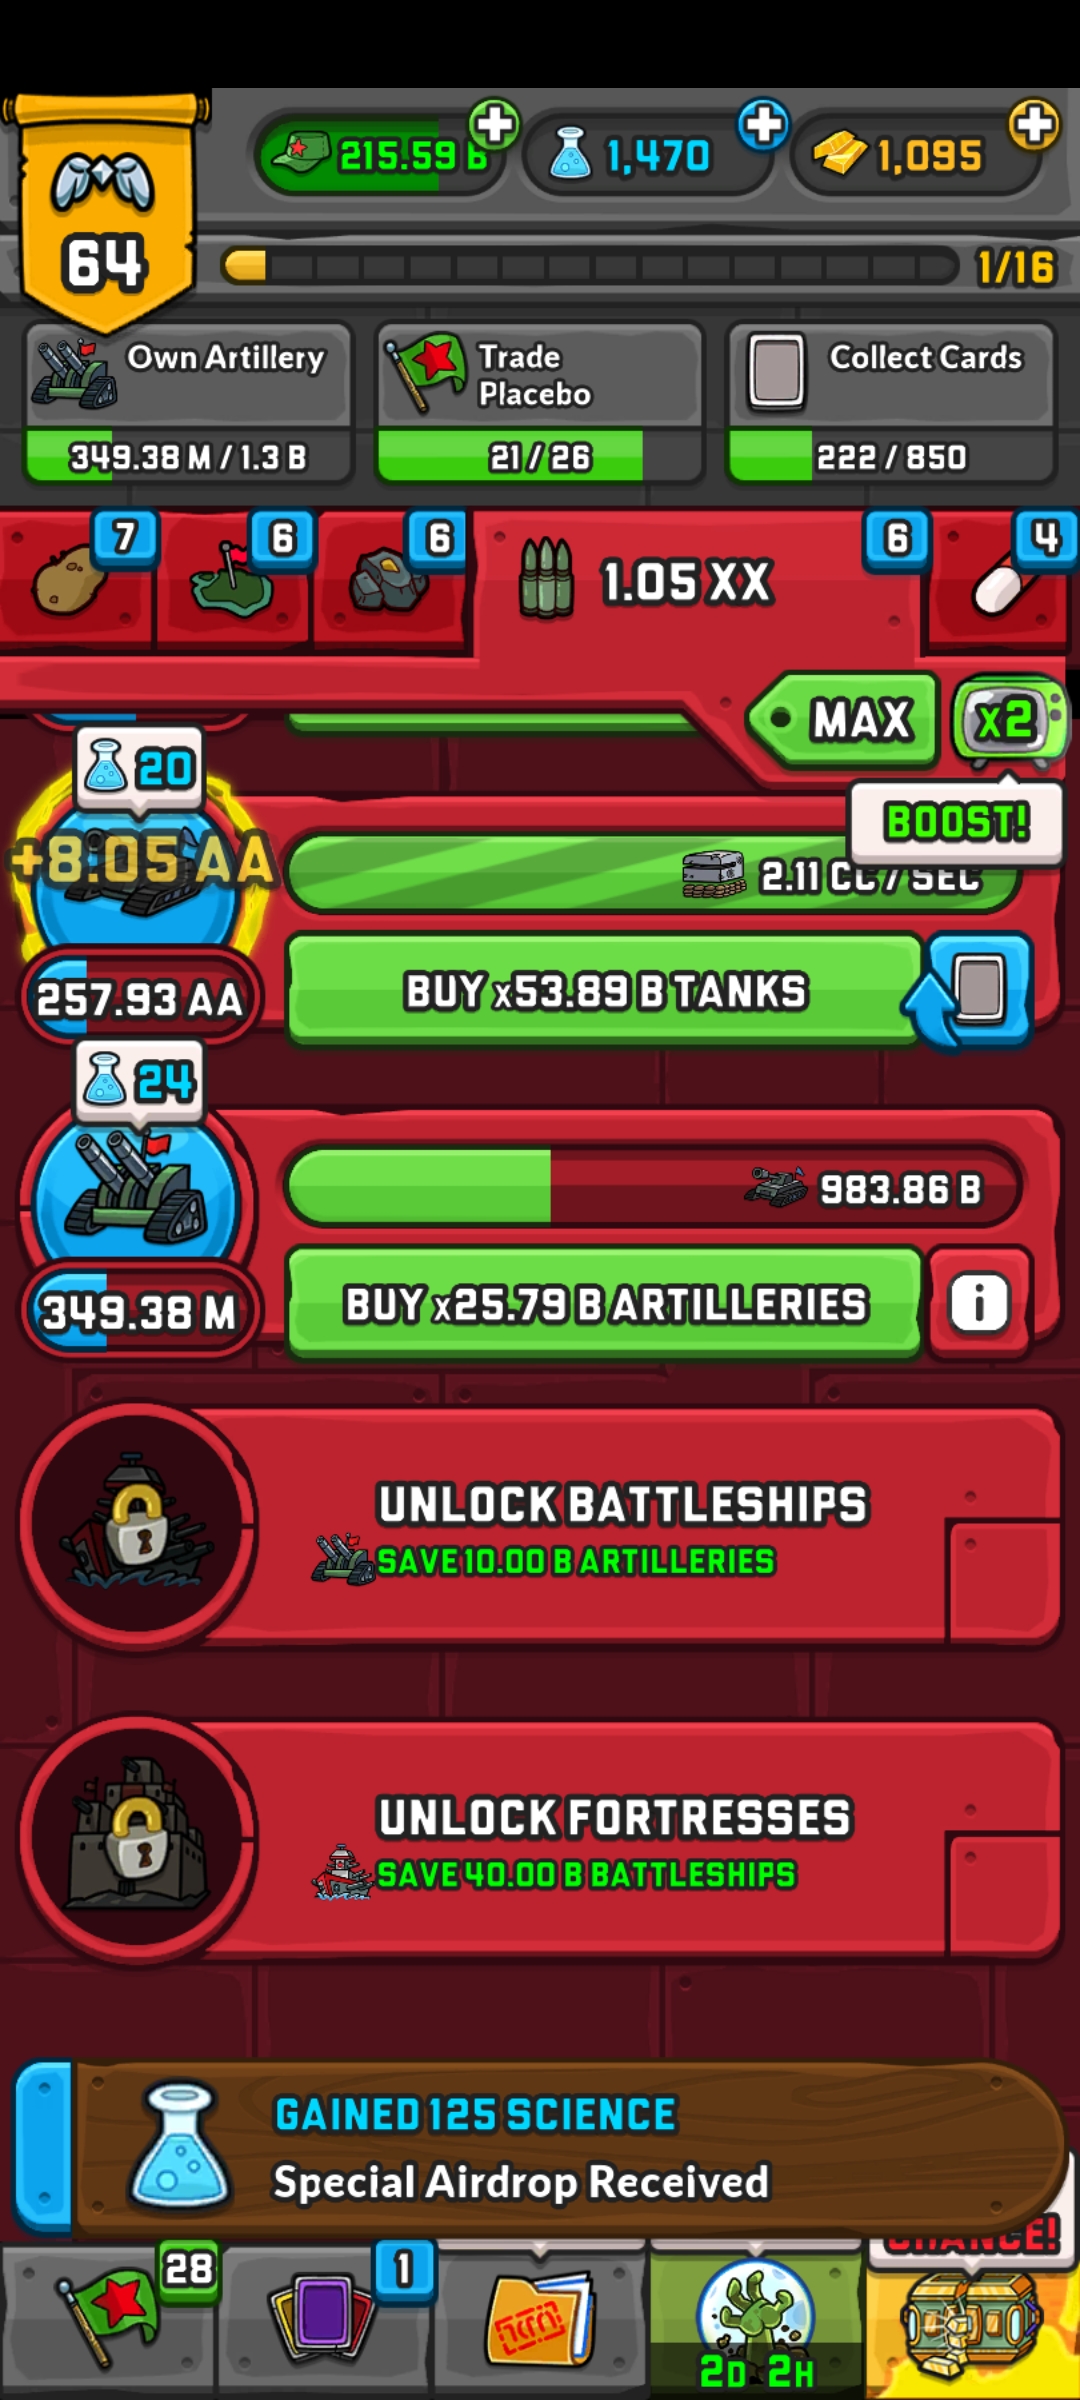 215.59 B
1,470
1,095
64
1/16
Own Artillery
349.38 M / 1.3 B
Trade
Placebo
21 / 26
Collect Cards
222 / 850
7
6
6
1.05 XX
6
4
MAX
x2
BOOST!
20
+8.05 AA
2.11 CC / SEC
257.93 AA
BUY x53.89 B TANKS
24
983.86 B
349.38 M
BUY x25.79 B ARTILLERIES
i
UNLOCK BATTLESHIPS
SAVE 10.00 B ARTILLERIES
UNLOCK FORTRESSES
SAVE 40.00 B BATTLESHIPS
GAINED 125 SCIENCE
Special Airdrop Received
CHANCE!
28
1
2D 2H